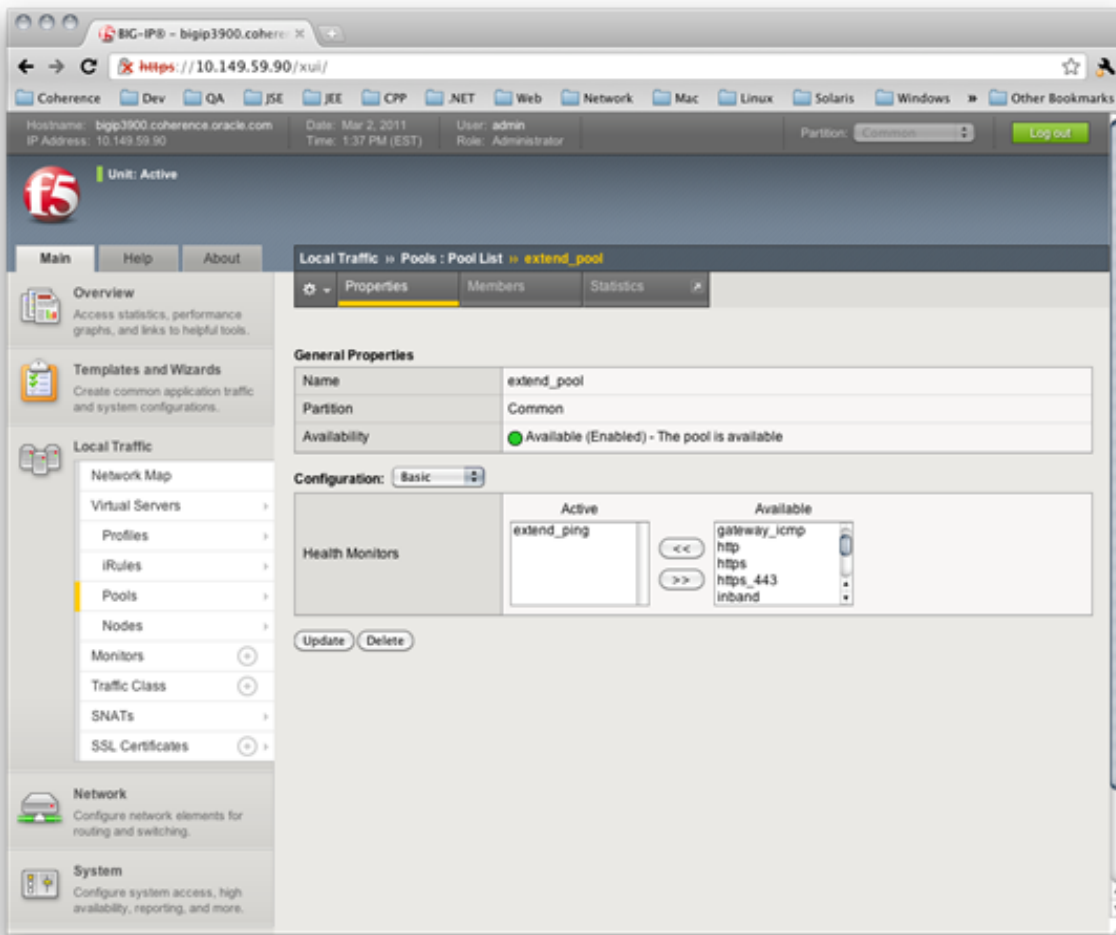 BIG-IP® - bigip3900.cohere
https://10.149.59.90/xui/
Coherence Dev QA JSE JEE CPP .NET Web Network Mac Linux Solaris Windows » Other Bookmarks
Hostname: bigip3900.coherence.oracle.com Date: Mar 2, 2011 User: admin
IP Address: 10.149.59.90 Time: 1:37 PM (EST) Role: Administrator
Partition: Common Log out
f5
Unit: Active
Main Help About
Local Traffic » Pools : Pool List » extend_pool
Properties Members Statistics
Overview
Access statistics, performance
graphs, and links to helpful tools.
Templates and Wizards
Create common application traffic
and system configurations.
Local Traffic
Network Map
Virtual Servers
Profiles
iRules
Pools
Nodes
Monitors
Traffic Class
SNATs
SSL Certificates
Network
Configure network elements for
routing and switching.
System
Configure system access, high
availability, reporting, and more.
General Properties
Name extend_pool
Partition Common
Availability Available (Enabled) - The pool is available
Configuration: Basic
Active Available
Health Monitors
extend_ping
<<
>>
gateway_icmp
http
https
https_443
inband
Update Delete